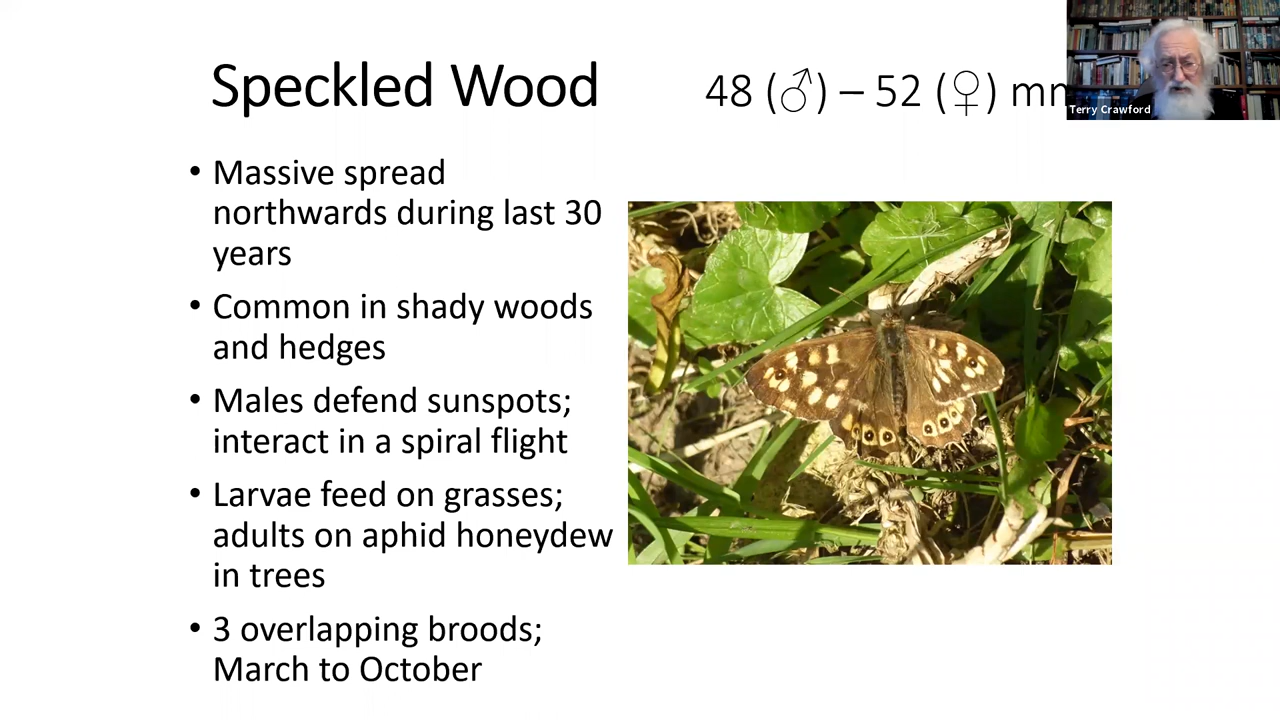 Speckled Wood
48 (♂) – 52 (♀) mm
Terry Crawford
• Massive spread
northwards during last 30
years
• Common in shady woods
and hedges
• Males defend sunspots;
interact in a spiral flight
• Larvae feed on grasses;
adults on aphid honeydew
in trees
• 3 overlapping broods;
March to October